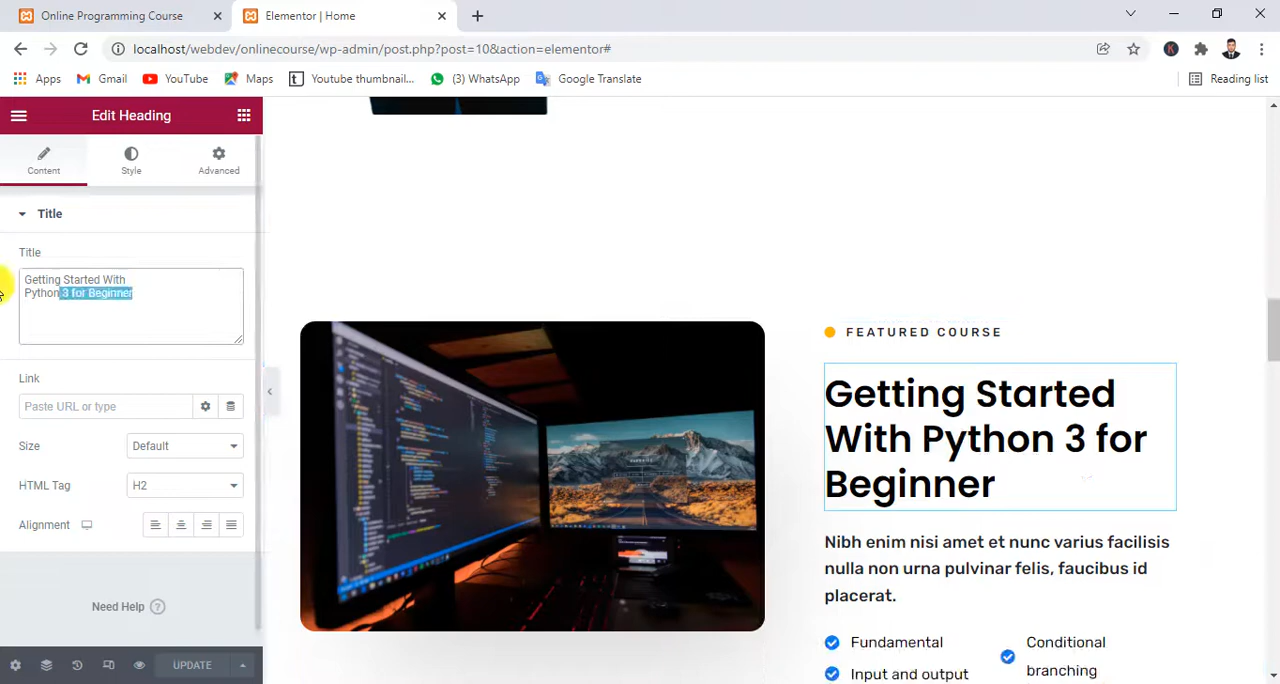 Online Programming Course
Elementor | Home
localhost/webdev/onlinecourse/wp-admin/post.php?post=10&action=elementor#
Apps
Gmail
YouTube
Maps
Youtube thumbnail...
(3) WhatsApp
Google Translate
Reading list
Edit Heading
Content
Style
Advanced
Title
Title
Getting Started With
Python 3 for Beginner
Link
Paste URL or type
Size
Default
HTML Tag
H2
Alignment
Need Help ?
UPDATE
FEATURED COURSE
Getting Started
With Python 3 for
Beginner
Nibh enim nisi amet et nunc varius facilisis
nulla non urna pulvinar felis, faucibus id
placerat.
Fundamental
Input and output
Conditional
branching